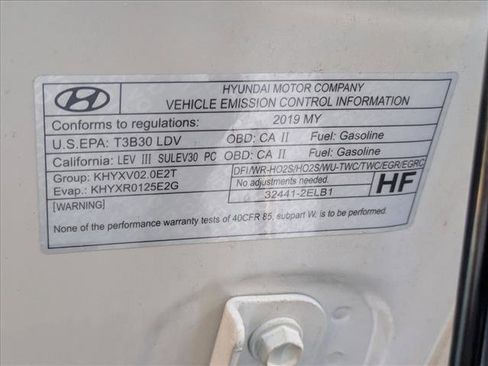 HYUNDAI MOTOR COMPANY
VEHICLE EMISSION CONTROL INFORMATION
Conforms to regulations: 2019 MY
U.S.EPA: T3B30 LDV OBD: CA II Fuel: Gasoline
California: LEV III SULEV30 PC OBD: CA II Fuel: Gasoline
Group: KHYXV02.0E2T DFI/WR-HO2S/HO2S/WU-TWC/TWC/EGR/EGRC
Evap.: KHYXR0125E2G No adjustments needed. HF
[WARNING] 32441-2ELB1
None of the performance warranty tests of 40CFR 85, subpart W, is to be performed.